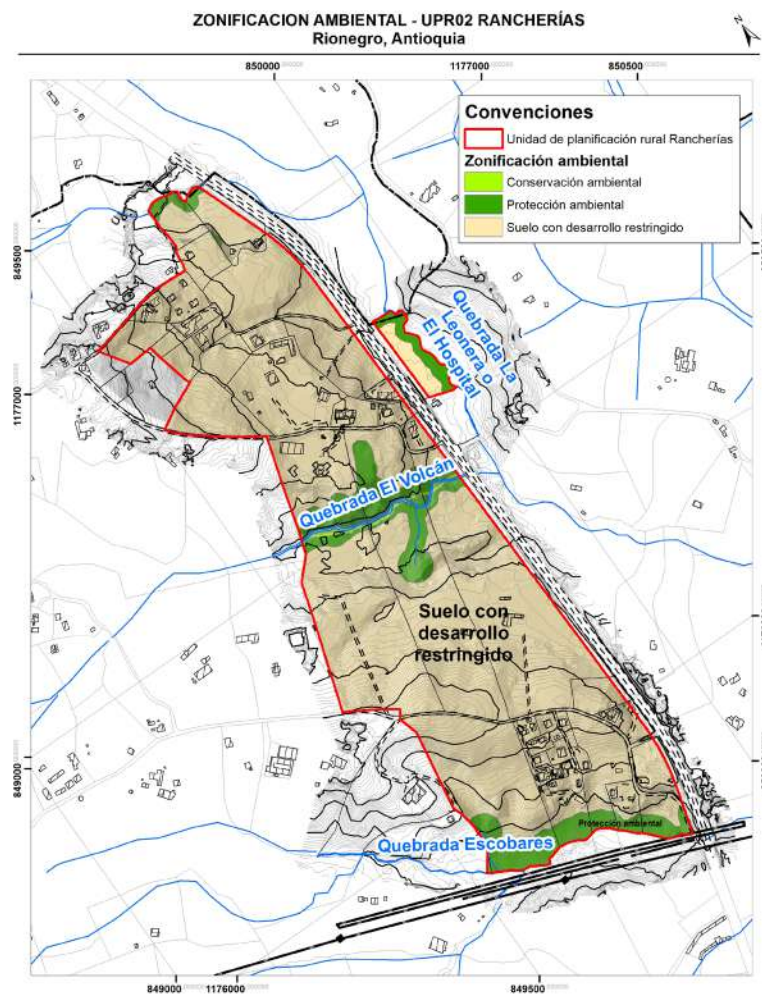 ZONIFICACION AMBIENTAL - UPR02 RANCHERÍAS
Rionegro, Antioquia
N
850000
1177000
850500
Convenciones
Unidad de planificación rural Rancherías
Zonificación ambiental
Conservación ambiental
Protección ambiental
Suelo con desarrollo restringido
849500
Quebrada La
Leonera o
El Hospital
1177000
Quebrada El Volcán
Suelo con
desarrollo
restringido
849000
Protección ambiental
Quebrada Escobares
849000
1176000
849500